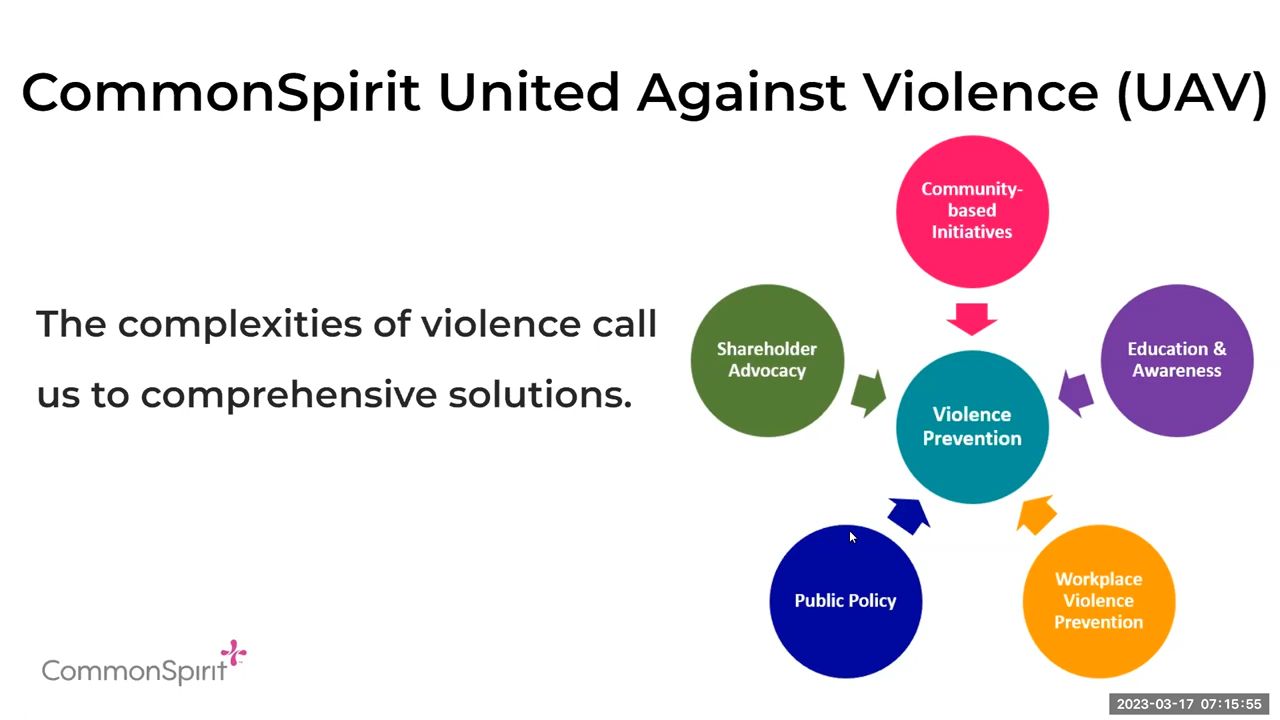 CommonSpirit United Against Violence (UAV)
The complexities of violence call
us to comprehensive solutions.
Community-
based
Initiatives
Shareholder
Advocacy
Education &
Awareness
Violence
Prevention
Public Policy
Workplace
Violence
Prevention
CommonSpirit
2023-03-17 07:15:55